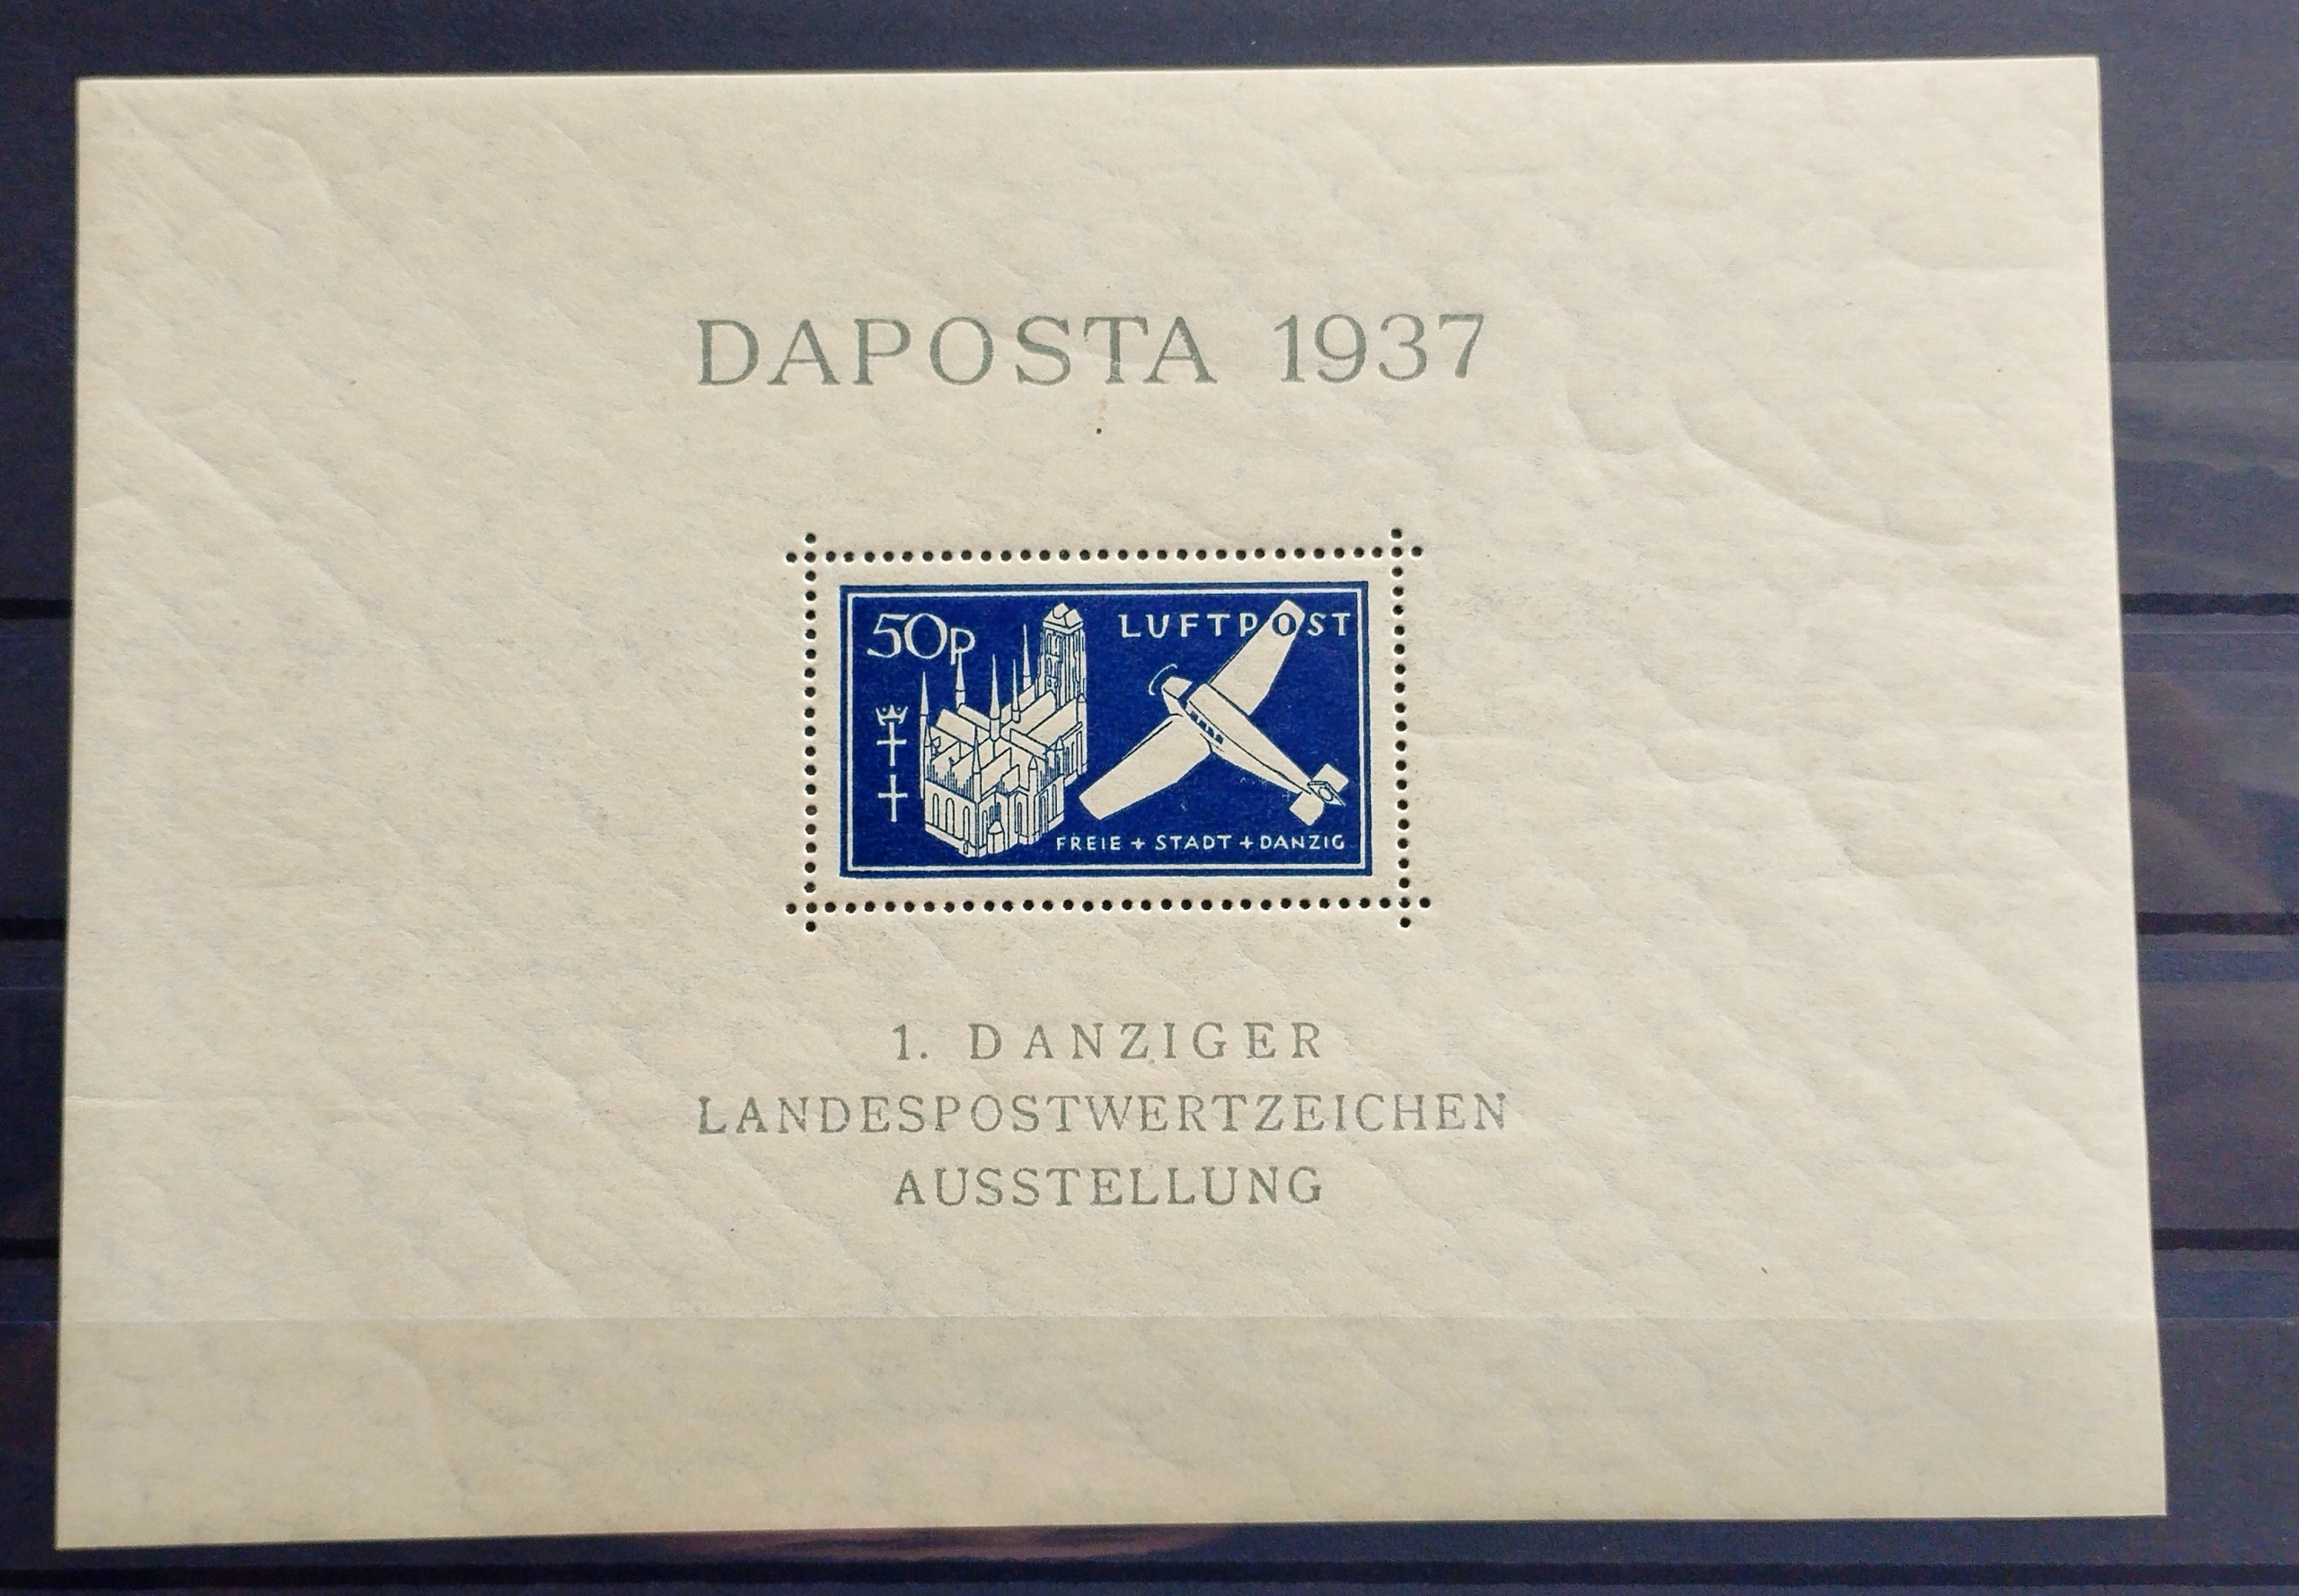 DAPOSTA 1937
50p
LUFTPOST
FREIE + STADT + DANZIG
1. DANZIGER
LANDESPOSTWERTZEICHEN
AUSSTELLUNG